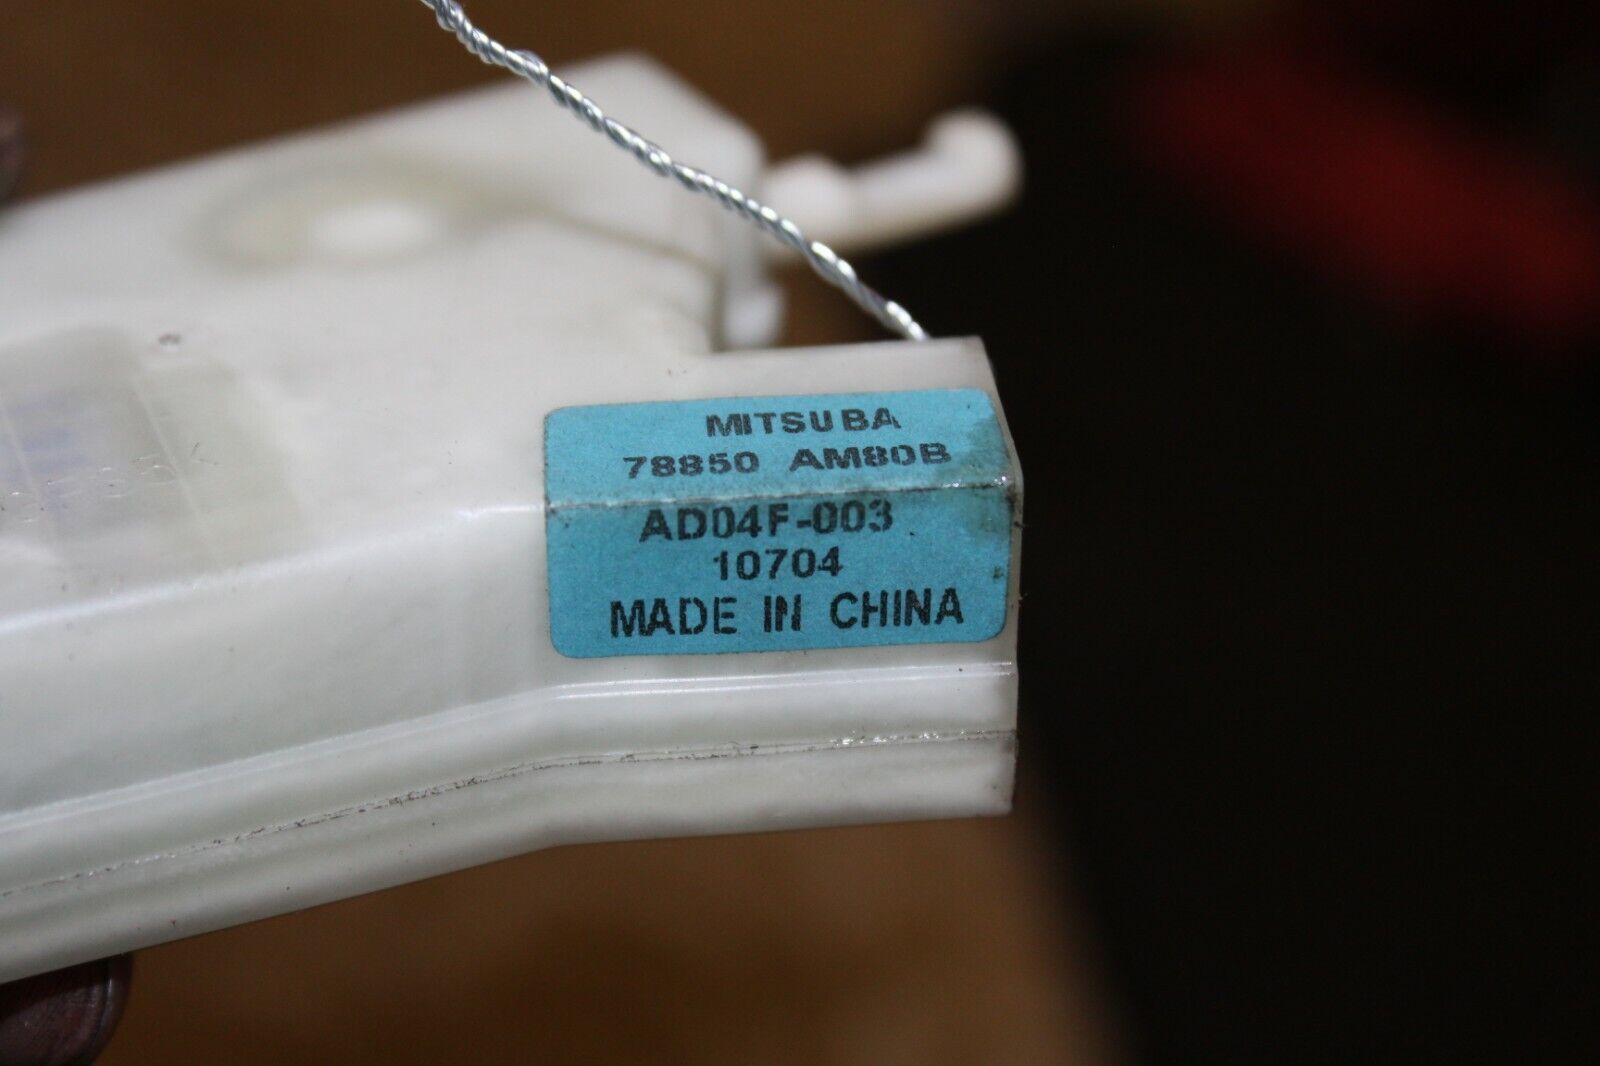 MITSUBA
78850 AM80B
AD04F-003
10704
MADE IN CHINA